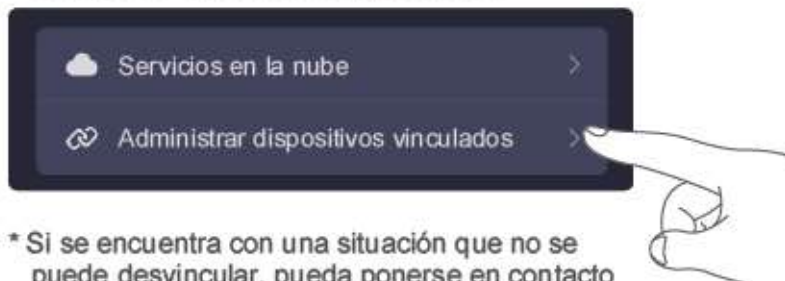 Servicios en la nube
Administrar dispositivos vinculados
* Si se encuentra con una situación que no se
puede desvincular, pueda ponerse en contacto